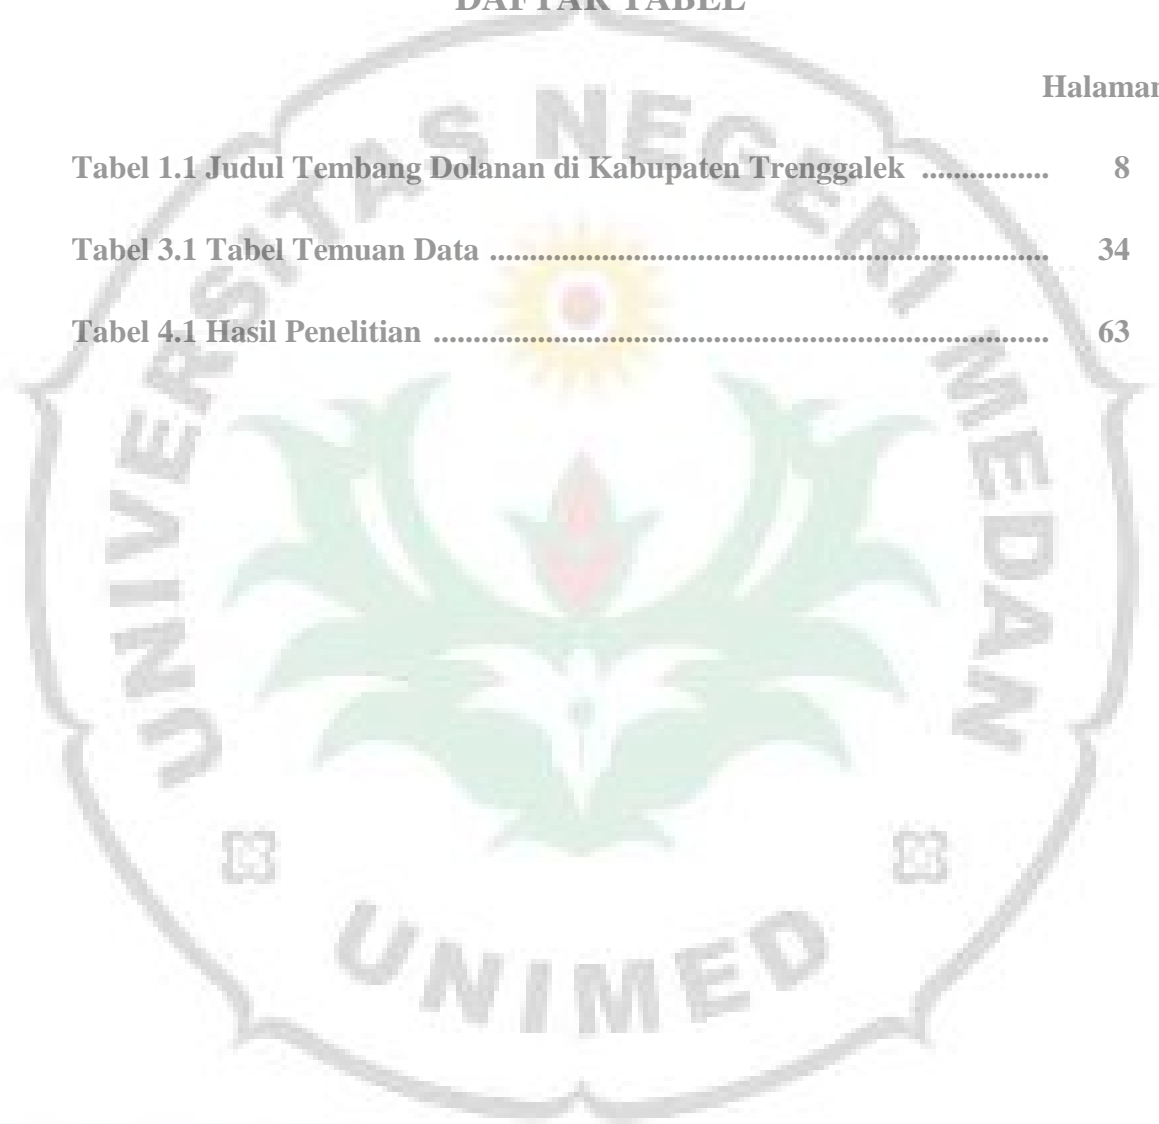 DAFTAR TABEL
Halaman
Tabel 1.1 Judul Tembang Dolanan di Kabupaten Trenggalek ................ 8
Tabel 3.1 Tabel Temuan Data ...................................................................... 34
Tabel 4.1 Hasil Penelitian ............................................................................. 63
UNIVERSITAS NEGERI MEDAN
UNIMED